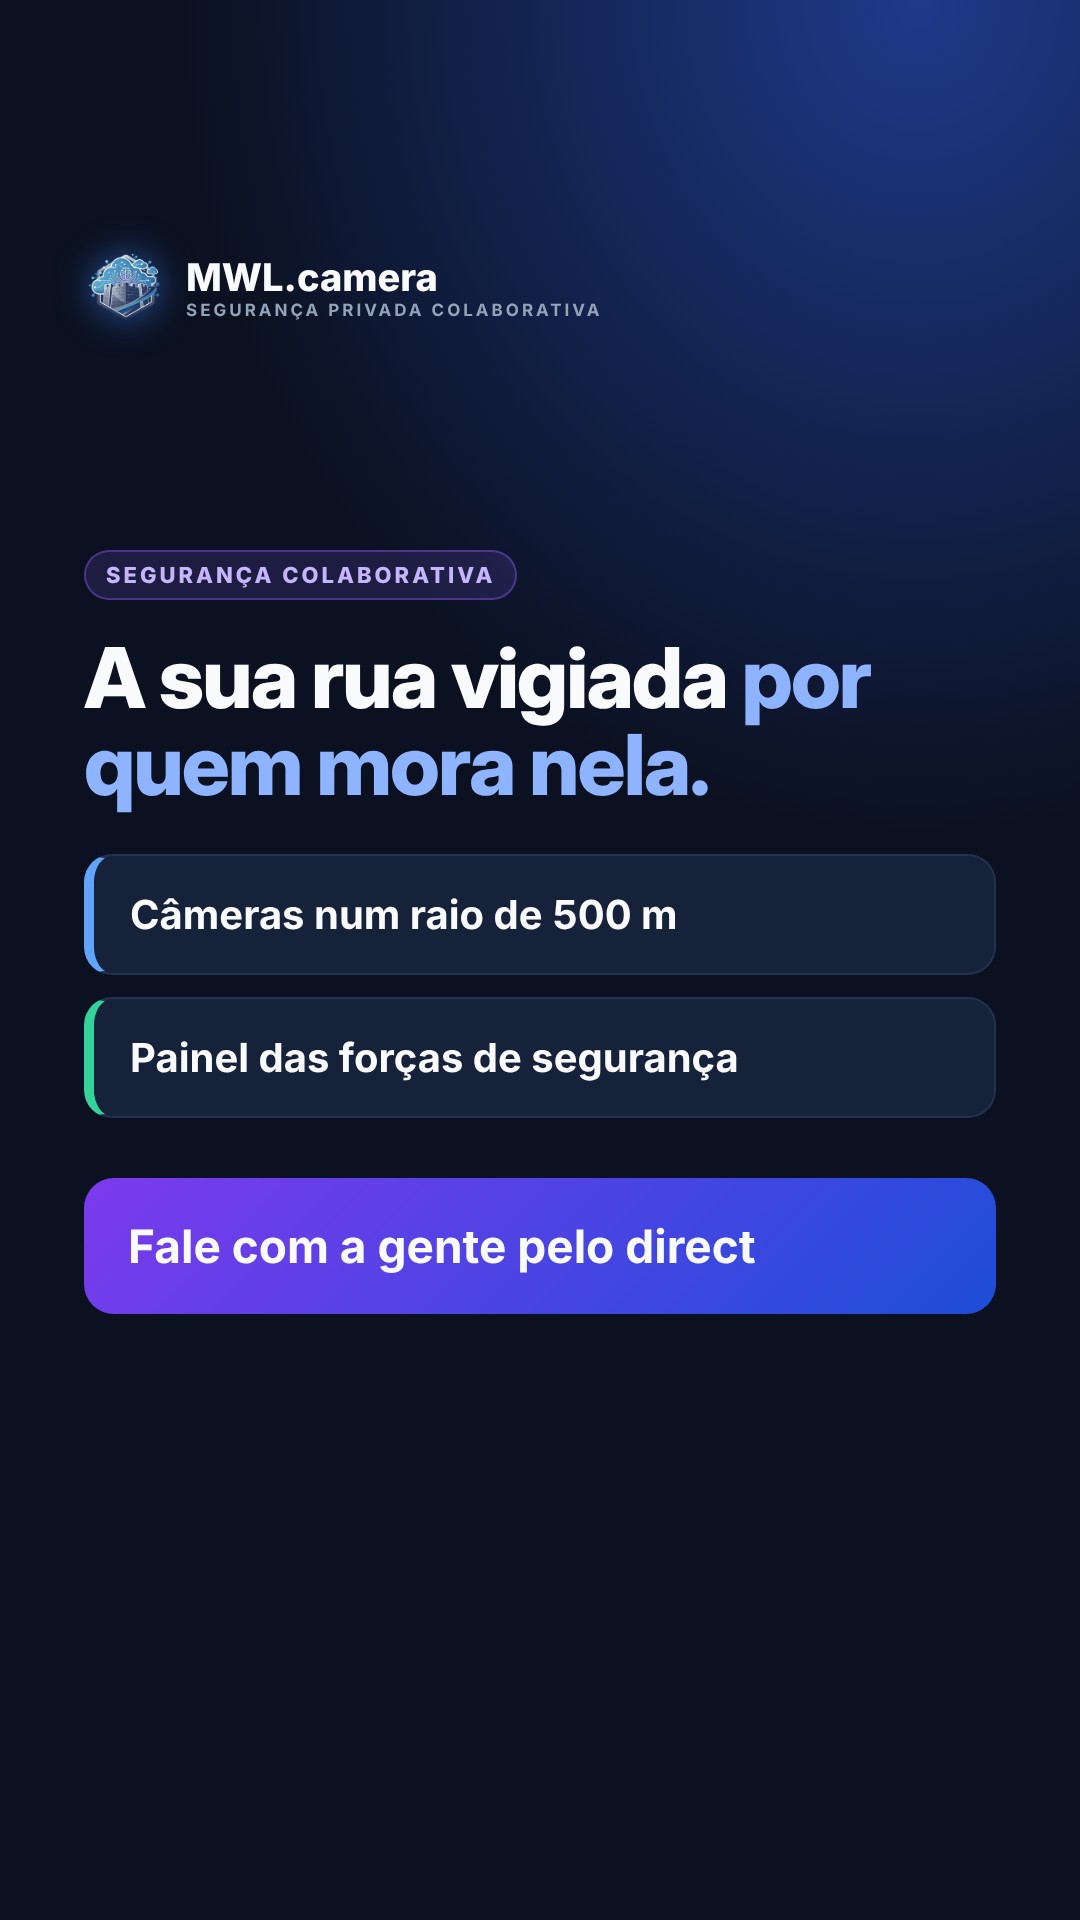 MWL.camera
SEGURANÇA PRIVADA COLABORATIVA
SEGURANÇA COLABORATIVA
A sua rua vigiada por
quem mora nela.
Câmeras num raio de 500 m
Painel das forças de segurança
Fale com a gente pelo direct